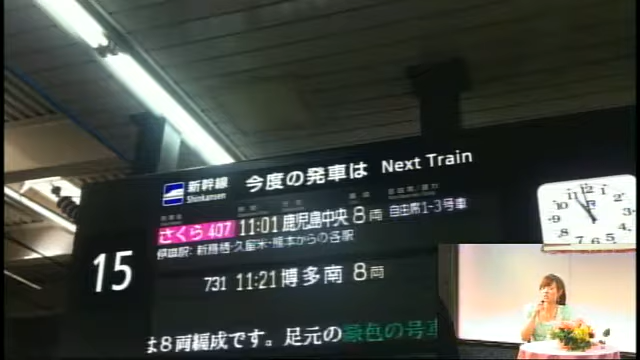 新幹線 今度の発車は Next Train
Shinkansen
さくら 407 11:01 鹿児島中央 8両 自由席1-3号車
停車駅: 新鳥栖・久留米・熊本からの各駅
15
731 11:21 博多南 8両
は8両編成です。足元の緑色の号車